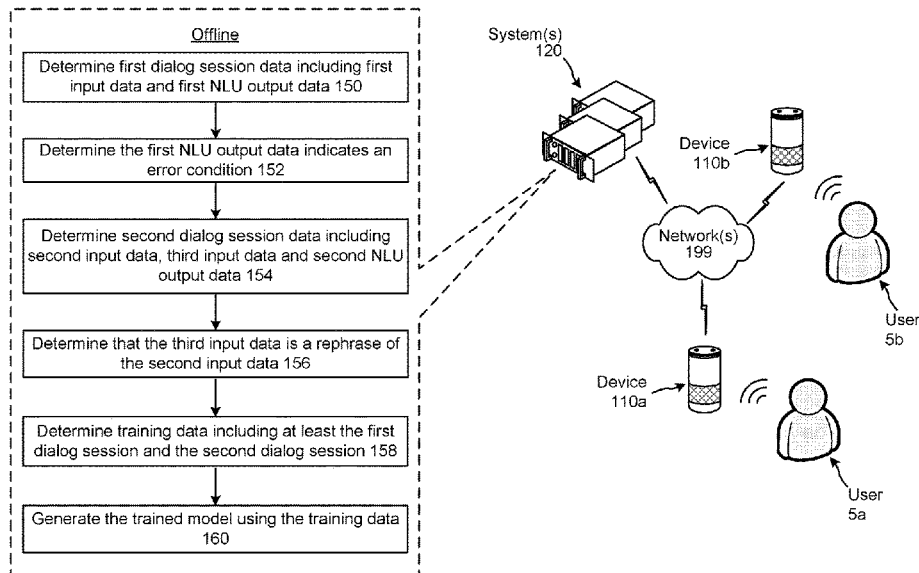 Offline
Determine first dialog session data including first
input data and first NLU output data 150
Determine the first NLU output data indicates an
error condition 152
Determine second dialog session data including
second input data, third input data and second NLU
output data 154
Determine that the third input data is a rephrase of
the second input data 156
Determine training data including at least the first
dialog session and the second dialog session 158
Generate the trained model using the training data
160
System(s)
120
Device
110b
Network(s)
199
User
5b
Device
110a
User
5a